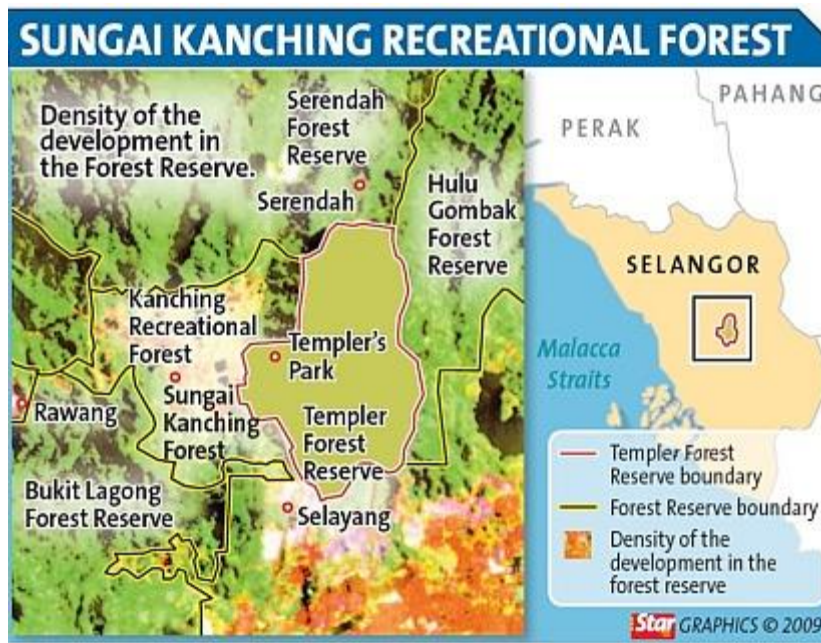 SUNGAI KANCHING RECREATIONAL FOREST
Density of the
development in
the Forest Reserve.
Serendah
Forest
Reserve
Serendah
Hulu
Gombak
Forest
Reserve
Kanching
Recreational
Forest
Templer's
Park
Rawang
Sungai
Kanching
Forest
Templer
Forest
Reserve
Bukit Lagong
Forest Reserve
Selayang
PAHANG
PERAK
SELANGOR
Malacca
Straits
Templer Forest
Reserve boundary
Forest Reserve boundary
Density of the
development in the
forest reserve
Star GRAPHICS © 2009